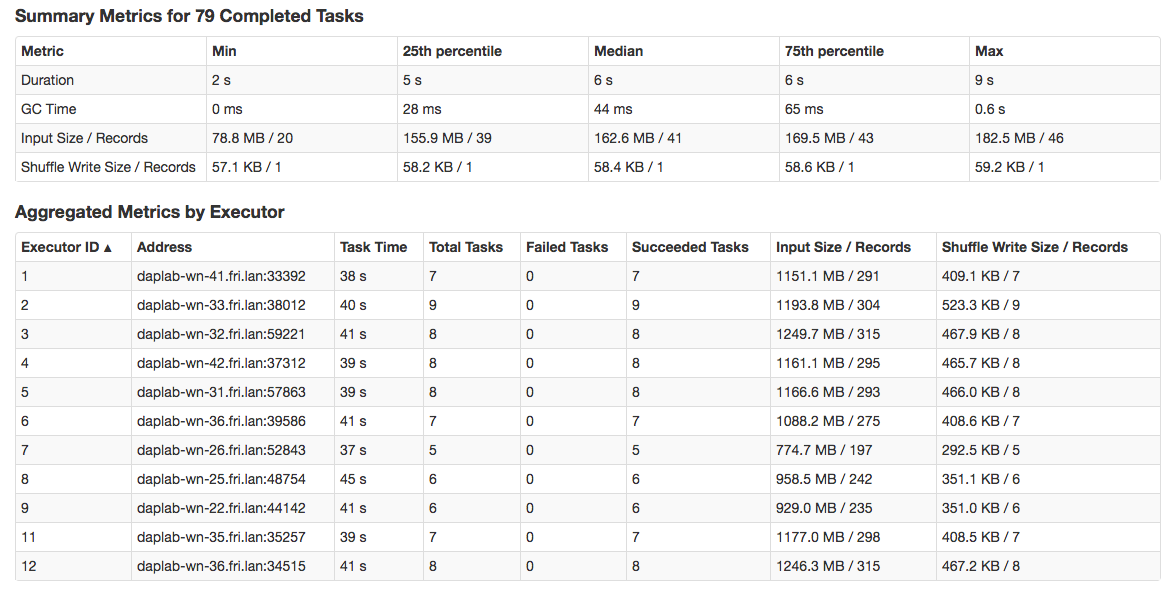 Summary Metrics for 79 Completed Tasks
Metric Min 25th percentile Median 75th percentile Max
Duration 2 s 5 s 6 s 6 s 9 s
GC Time 0 ms 28 ms 44 ms 65 ms 0.6 s
Input Size / Records 78.8 MB / 20 155.9 MB / 39 162.6 MB / 41 169.5 MB / 43 182.5 MB / 46
Shuffle Write Size / Records 57.1 KB / 1 58.2 KB / 1 58.4 KB / 1 58.6 KB / 1 59.2 KB / 1
Aggregated Metrics by Executor
Executor ID ▲ Address Task Time Total Tasks Failed Tasks Succeeded Tasks Input Size / Records Shuffle Write Size / Records
1 daplab-wn-41.fri.lan:33392 38 s 7 0 7 1151.1 MB / 291 409.1 KB / 7
2 daplab-wn-33.fri.lan:38012 40 s 9 0 9 1193.8 MB / 304 523.3 KB / 9
3 daplab-wn-32.fri.lan:59221 41 s 8 0 8 1249.7 MB / 315 467.9 KB / 8
4 daplab-wn-42.fri.lan:37312 39 s 8 0 8 1161.1 MB / 295 465.7 KB / 8
5 daplab-wn-31.fri.lan:57863 39 s 8 0 8 1166.6 MB / 293 466.0 KB / 8
6 daplab-wn-36.fri.lan:39586 41 s 7 0 7 1088.2 MB / 275 408.6 KB / 7
7 daplab-wn-26.fri.lan:52843 37 s 5 0 5 774.7 MB / 197 292.5 KB / 5
8 daplab-wn-25.fri.lan:48754 45 s 6 0 6 958.5 MB / 242 351.1 KB / 6
9 daplab-wn-22.fri.lan:44142 41 s 6 0 6 929.0 MB / 235 351.0 KB / 6
11 daplab-wn-35.fri.lan:35257 39 s 7 0 7 1177.0 MB / 298 408.5 KB / 7
12 daplab-wn-36.fri.lan:34515 41 s 8 0 8 1246.3 MB / 315 467.2 KB / 8